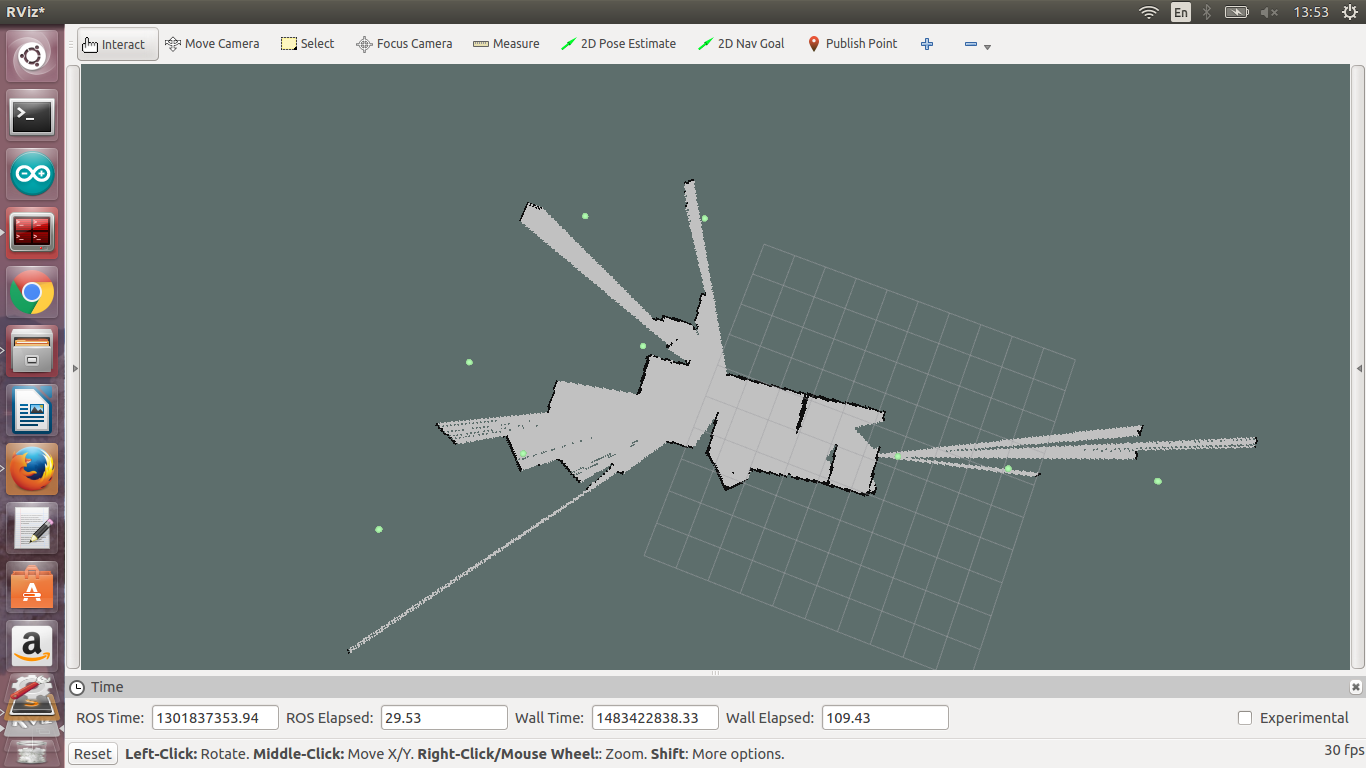 RViz*
En
13:53
Interact Move Camera Select Focus Camera Measure 2D Pose Estimate 2D Nav Goal Publish Point
Time
ROS Time: 1301837353.94 ROS Elapsed: 29.53 Wall Time: 1483422838.33 Wall Elapsed: 109.43 Experimental
Reset Left-Click: Rotate. Middle-Click: Move X/Y. Right-Click/Mouse Wheel:: Zoom. Shift: More options. 30 fps